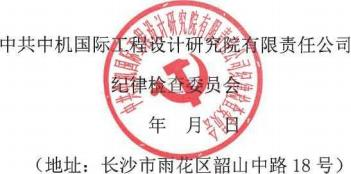 中共中机国际工程设计研究院有限责任公司
纪律检查委员会
年 月 日
（地址：长沙市雨花区韶山中路 18 号）